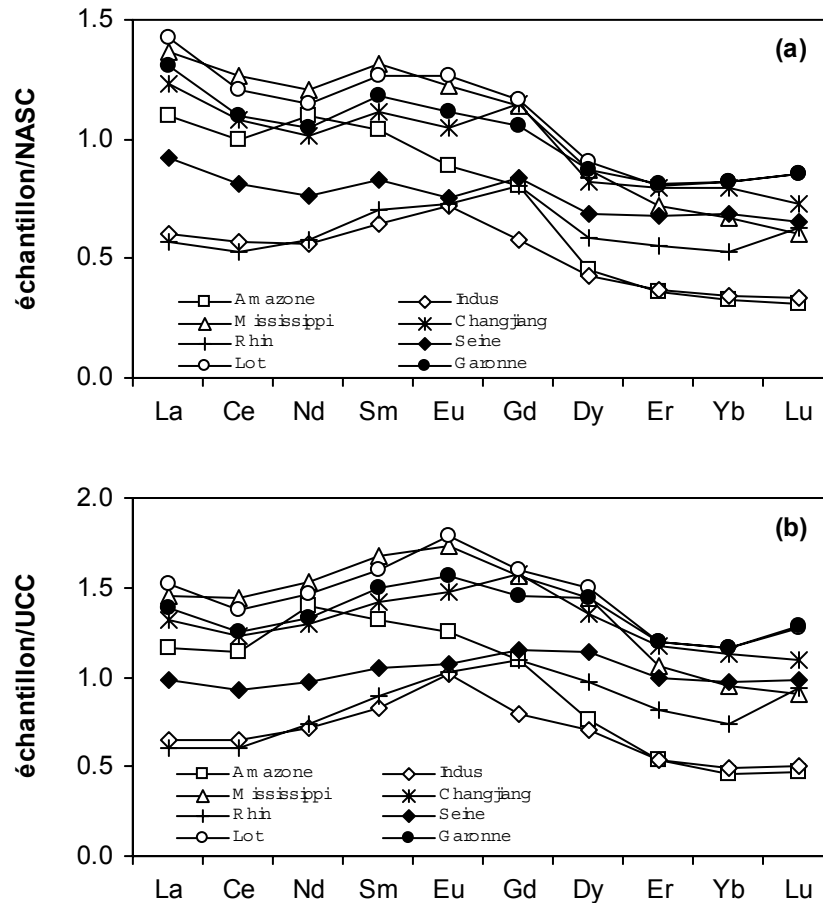 1.5
(a)
1.0
échantillon/NASC
0.5
Amazone Indus
Mississippi Changjiang
Rhin Seine
Lot Garonne
0.0
La Ce Nd Sm Eu Gd Dy Er Yb Lu
2.0
(b)
1.5
échantillon/UCC
1.0
0.5
Amazone Indus
Mississippi Changjiang
Rhin Seine
Lot Garonne
0.0
La Ce Nd Sm Eu Gd Dy Er Yb Lu